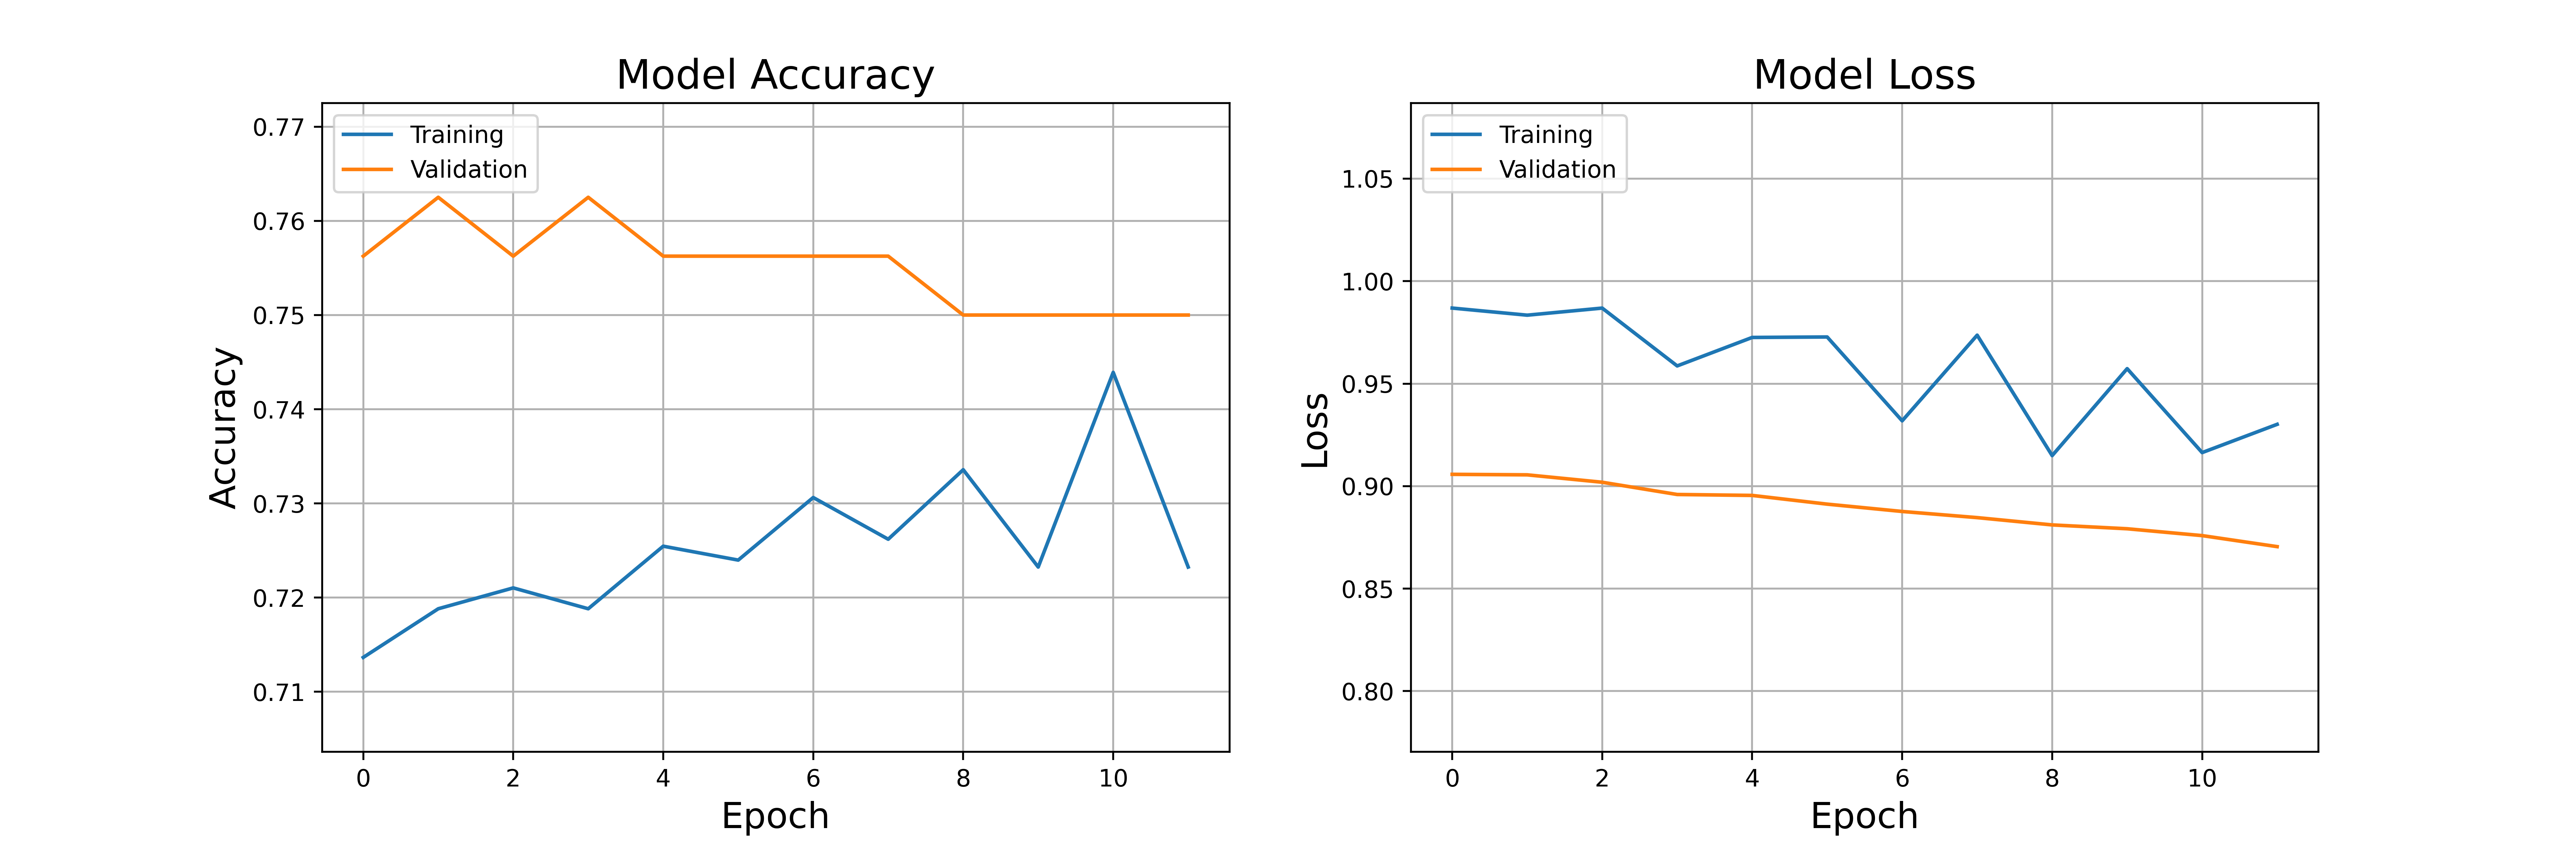 Model Accuracy
Training
Validation
0.77
0.76
0.75
0.74
0.73
0.72
0.71
Accuracy
0 2 4 6 8 10
Epoch
Model Loss
Training
Validation
1.05
1.00
0.95
0.90
0.85
0.80
Loss
0 2 4 6 8 10
Epoch